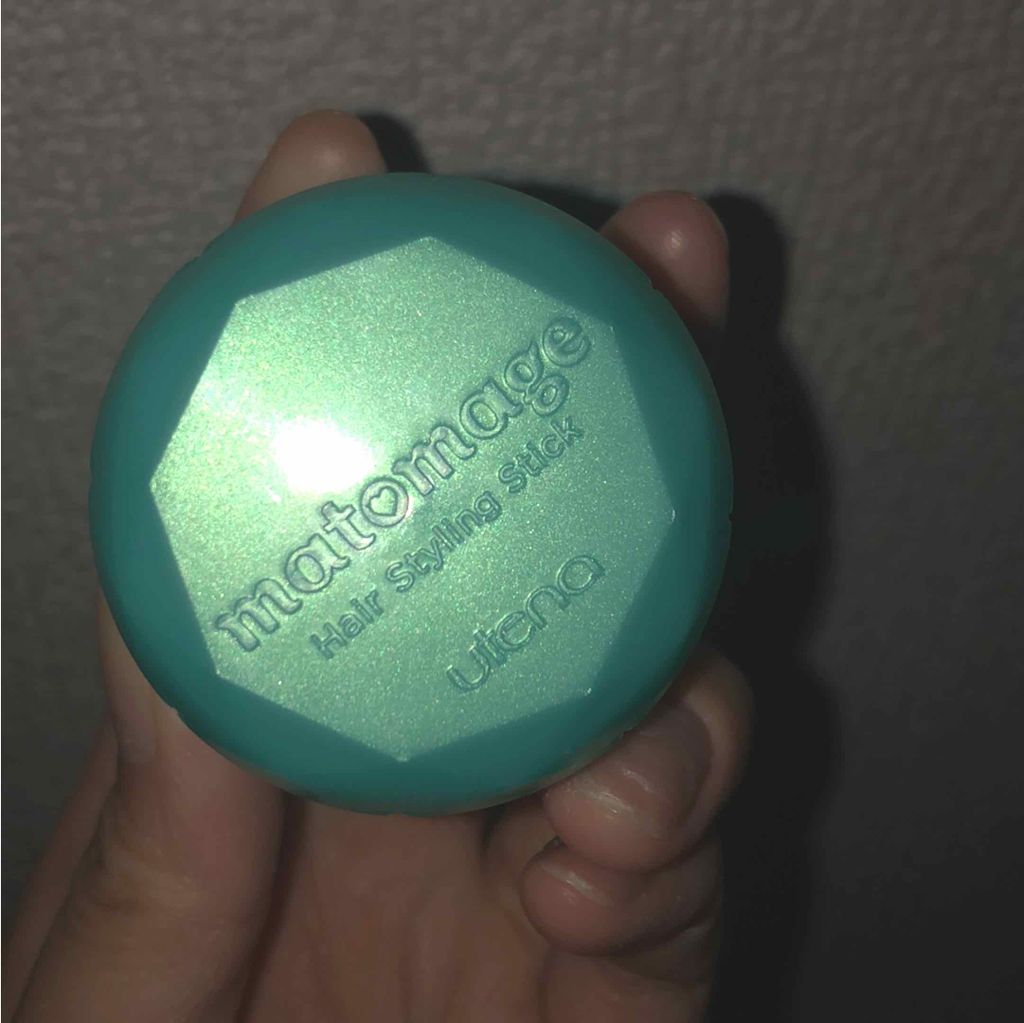 matomage
Hair Styling Stick
utena